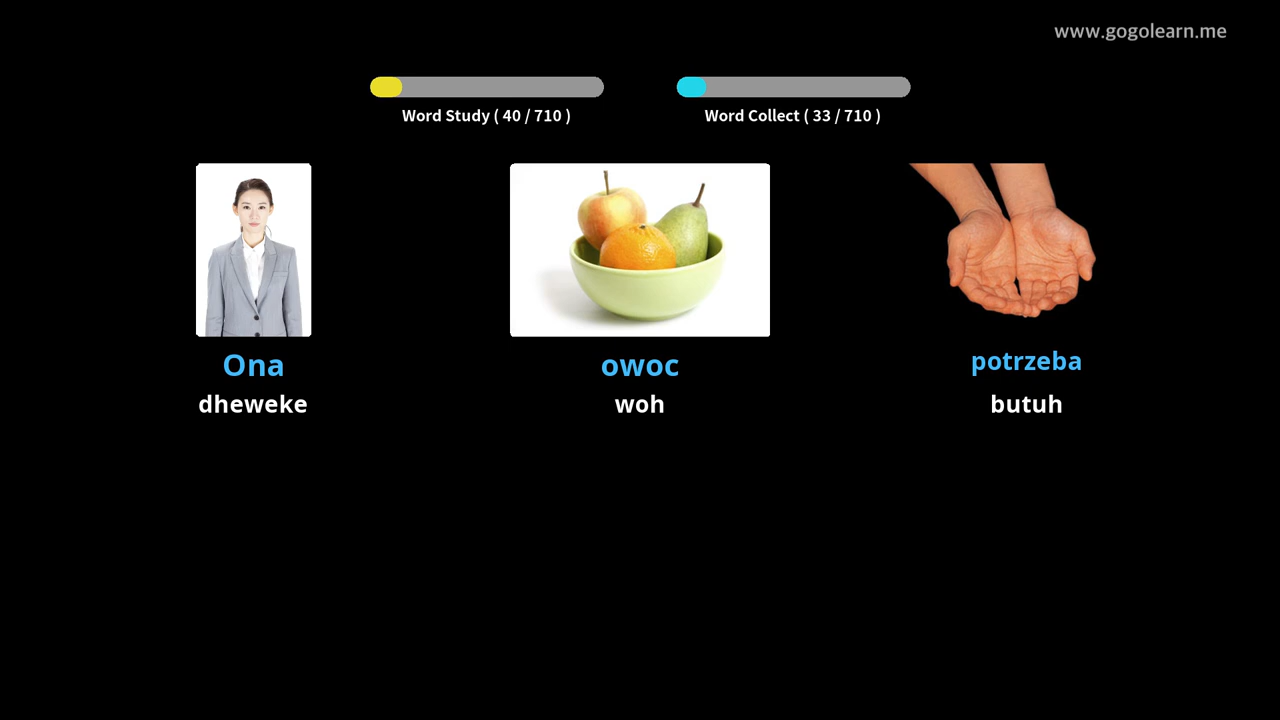 www.gogolearn.me
Word Study ( 40 / 710 )
Word Collect ( 33 / 710 )
Ona
dheweke
owoc
woh
potrzeba
butuh